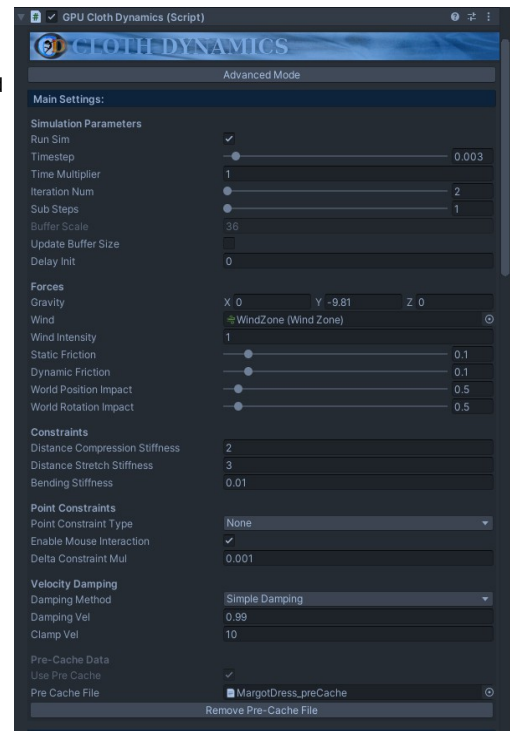 GPU Cloth Dynamics (Script)
CLOTH DYNAMICS
Advanced Mode
Main Settings:
Simulation Parameters
Run Sim
Timestep 0.003
Time Multiplier 1
Iteration Num 2
Sub Steps 1
Buffer Scale 36
Update Buffer Size
Delay Init 0
Forces
Gravity X 0 Y -9.81 Z 0
Wind WindZone (Wind Zone)
Wind Intensity 1
Static Friction 0.1
Dynamic Friction 0.1
World Position Impact 0.5
World Rotation Impact 0.5
Constraints
Distance Compression Stiffness 2
Distance Stretch Stiffness 3
Bending Stiffness 0.01
Point Constraints
Point Constraint Type None
Enable Mouse Interaction
Delta Constraint Mul 0.001
Velocity Damping
Damping Method Simple Damping
Damping Vel 0.99
Clamp Vel 10
Pre-Cache Data
Use Pre Cache
Pre Cache File MargotDress_preCache
Remove Pre-Cache File